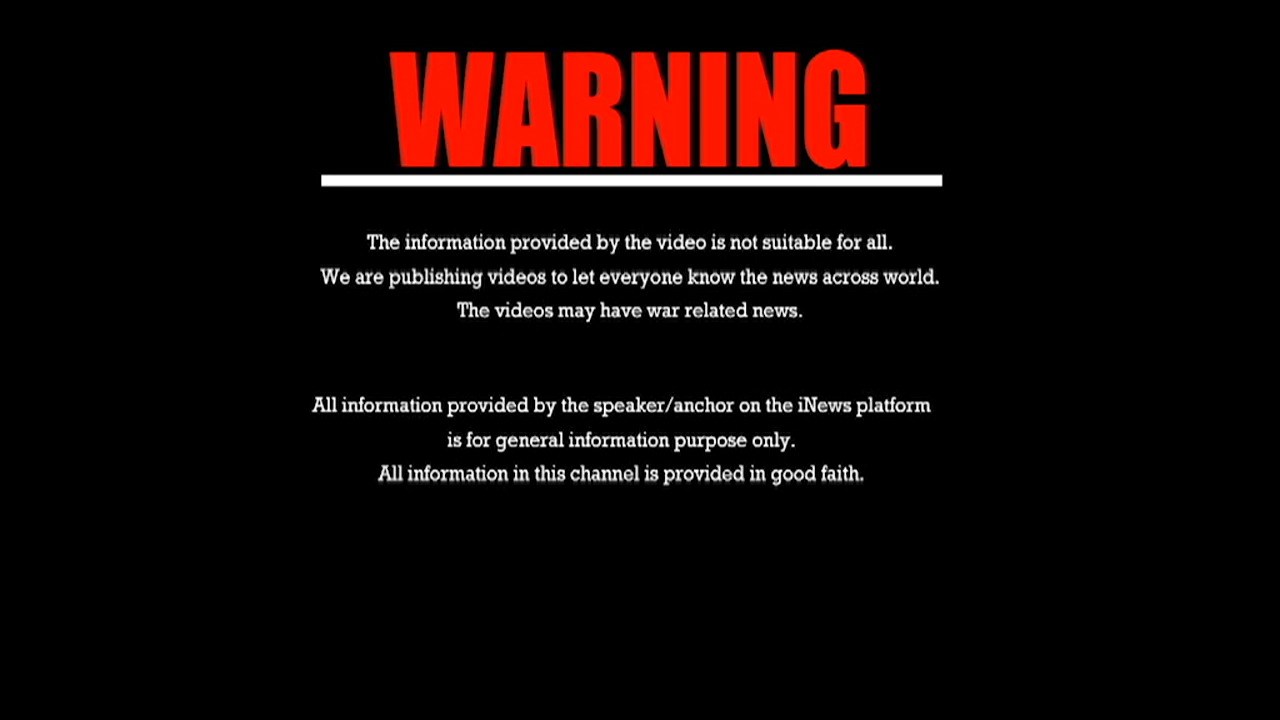 WARNING
The information provided by the video is not suitable for all.
We are publishing videos to let everyone know the news across world.
The videos may have war related news.
All information provided by the speaker/anchor on the iNews platform
is for general information purpose only.
All information in this channel is provided in good faith.